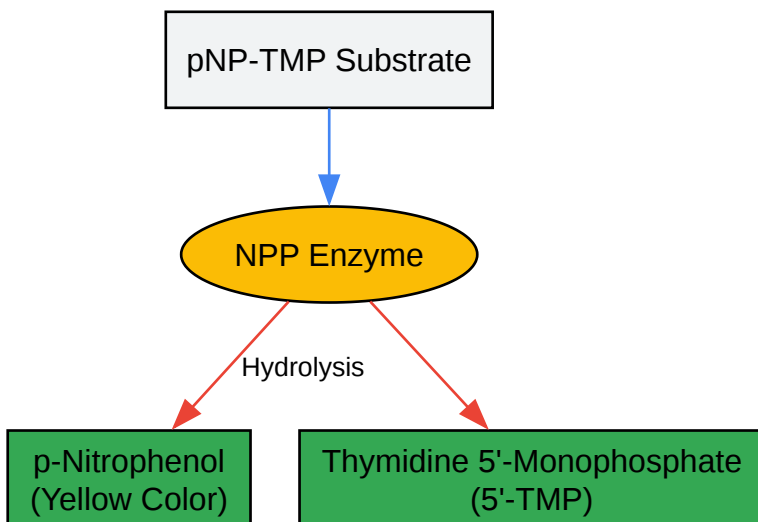 pNP-TMP Substrate
NPP Enzyme
Hydrolysis
p-Nitrophenol
(Yellow Color)
Thymidine 5'-Monophosphate
(5'-TMP)